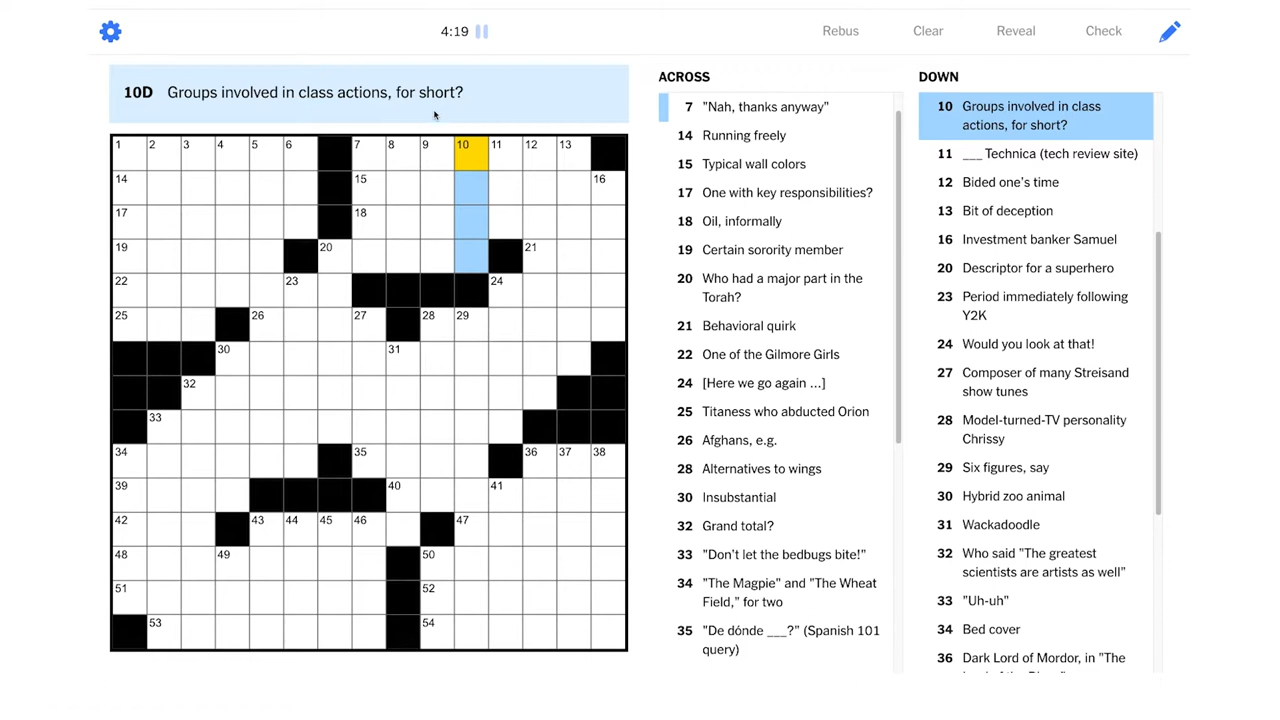 4:19
Rebus
Clear
Reveal
Check
10D Groups involved in class actions, for short?
1 2 3 4 5 6 7 8 9 10 11 12 13
14 15 16
17 18
19 20 21
22 23 24
25 26 27 28 29
30 31
32
33
34 35 36 37 38
39 40 41
42 43 44 45 46 47
48 49 50
51 52
53 54
ACROSS
7 "Nah, thanks anyway"
14 Running freely
15 Typical wall colors
17 One with key responsibilities?
18 Oil, informally
19 Certain sorority member
20 Who had a major part in the
Torah?
21 Behavioral quirk
22 One of the Gilmore Girls
24 [Here we go again ...]
25 Titaness who abducted Orion
26 Afghans, e.g.
28 Alternatives to wings
30 Insubstantial
32 Grand total?
33 "Don't let the bedbugs bite!"
34 "The Magpie" and "The Wheat
Field," for two
35 "De dónde ___?" (Spanish 101
query)
DOWN
10 Groups involved in class
actions, for short?
11 ___ Technica (tech review site)
12 Bided one's time
13 Bit of deception
16 Investment banker Samuel
20 Descriptor for a superhero
23 Period immediately following
Y2K
24 Would you look at that!
27 Composer of many Streisand
show tunes
28 Model-turned-TV personality
Chrissy
29 Six figures, say
30 Hybrid zoo animal
31 Wackadoodle
32 Who said "The greatest
scientists are artists as well"
33 "Uh-uh"
34 Bed cover
36 Dark Lord of Mordor, in "The